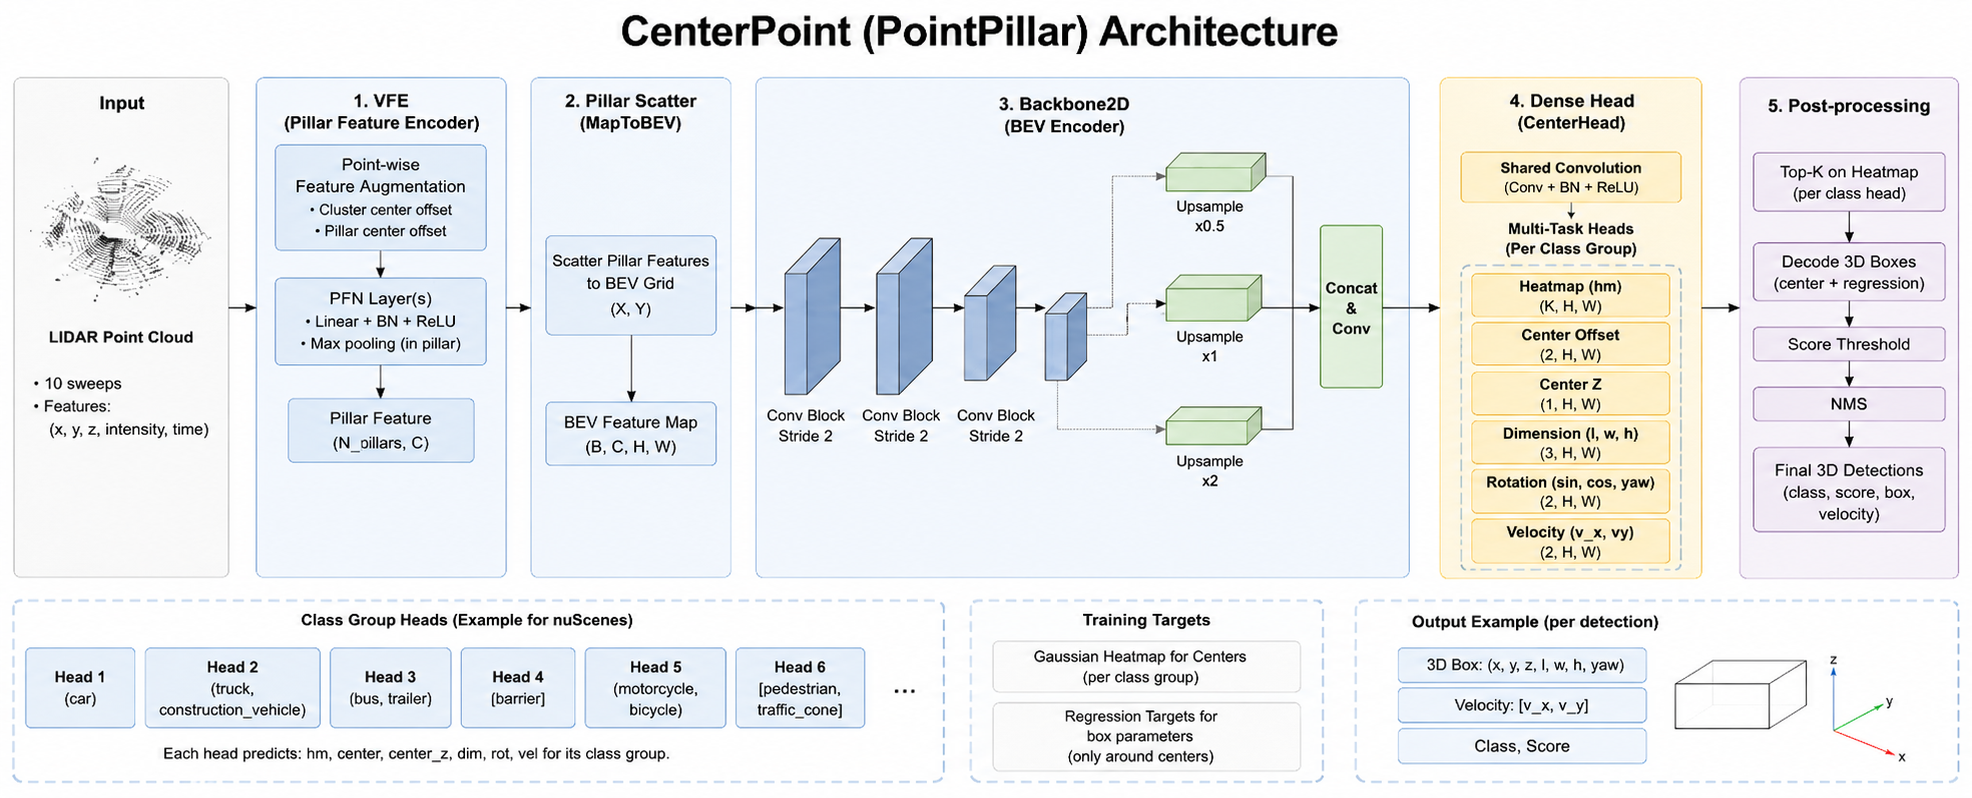 CenterPoint (PointPillar) Architecture
Input
LIDAR Point Cloud
• 10 sweeps
• Features:
(x, y, z, intensity, time)
1. VFE
(Pillar Feature Encoder)
Point-wise
Feature Augmentation
• Cluster center offset
• Pillar center offset
PFN Layer(s)
• Linear + BN + ReLU
• Max pooling (in pillar)
Pillar Feature
(N_pillars, C)
2. Pillar Scatter
(MapToBEV)
Scatter Pillar Features
to BEV Grid
(X, Y)
BEV Feature Map
(B, C, H, W)
3. Backbone2D
(BEV Encoder)
Conv Block
Stride 2
Conv Block
Stride 2
Conv Block
Stride 2
Upsample
x0.5
Upsample
x1
Upsample
x2
Concat
&
Conv
4. Dense Head
(CenterHead)
Shared Convolution
(Conv + BN + ReLU)
Multi-Task Heads
(Per Class Group)
Heatmap (hm)
(K, H, W)
Center Offset
(2, H, W)
Center Z
(1, H, W)
Dimension (l, w, h)
(3, H, W)
Rotation (sin, cos, yaw)
(2, H, W)
Velocity (v_x, vy)
(2, H, W)
5. Post-processing
Top-K on Heatmap
(per class head)
Decode 3D Boxes
(center + regression)
Score Threshold
NMS
Final 3D Detections
(class, score, box,
velocity)
Class Group Heads (Example for nuScenes)
Head 1
(car)
Head 2
(truck,
construction_vehicle)
Head 3
(bus, trailer)
Head 4
[barrier]
Head 5
(motorcycle,
bicycle)
Head 6
[pedestrian,
traffic_cone]
...
Each head predicts: hm, center, center_z, dim, rot, vel for its class group.
Training Targets
Gaussian Heatmap for Centers
(per class group)
Regression Targets for
box parameters
(only around centers)
Output Example (per detection)
3D Box: (x, y, z, l, w, h, yaw)
Velocity: [v_x, v_y]
Class, Score
z
y
x